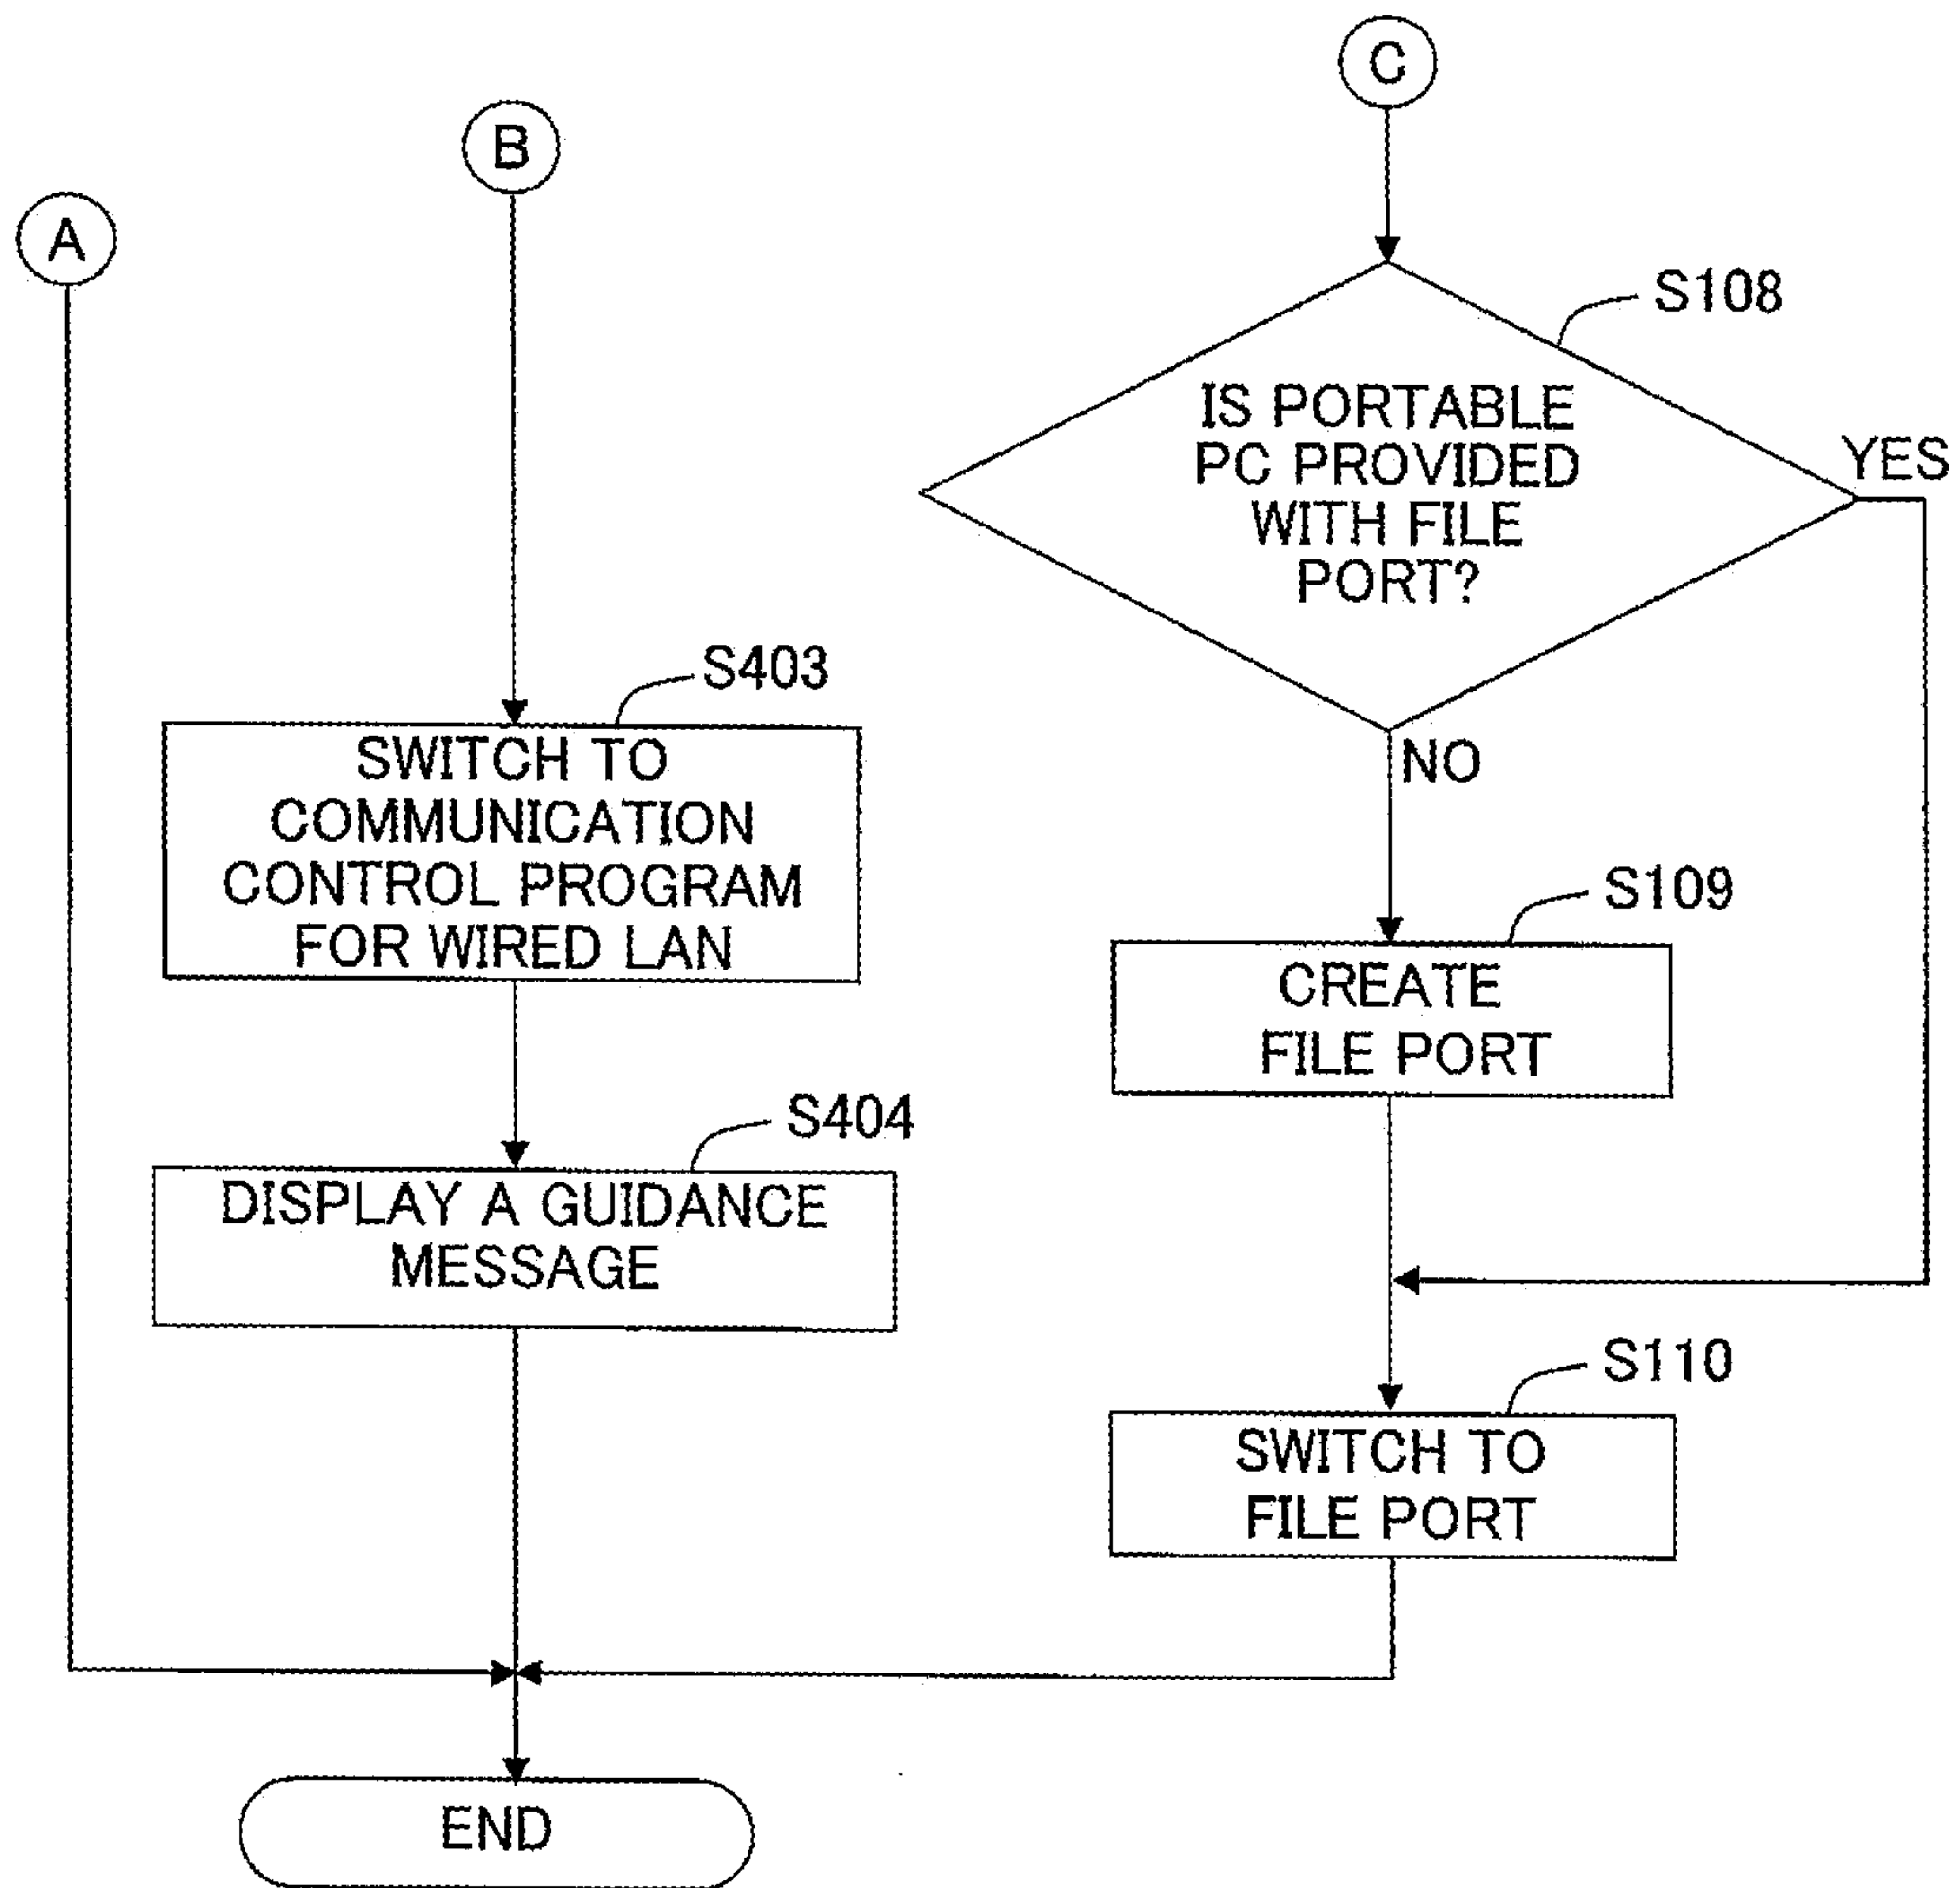 C
B
A
S108
IS PORTABLE
PC PROVIDED
WITH FILE
PORT?
YES
NO
S403
SWITCH TO
COMMUNICATION
CONTROL PROGRAM
FOR WIRED LAN
S109
CREATE
FILE PORT
S404
DISPLAY A GUIDANCE
MESSAGE
S110
SWITCH TO
FILE PORT
END